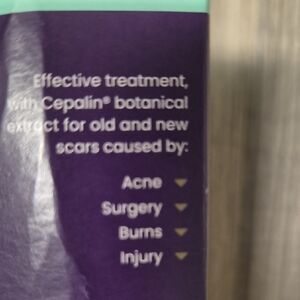 Effective treatment,
with Cepalin® botanical
extract for old and new
scars caused by:
Acne
Surgery
Burns
Injury